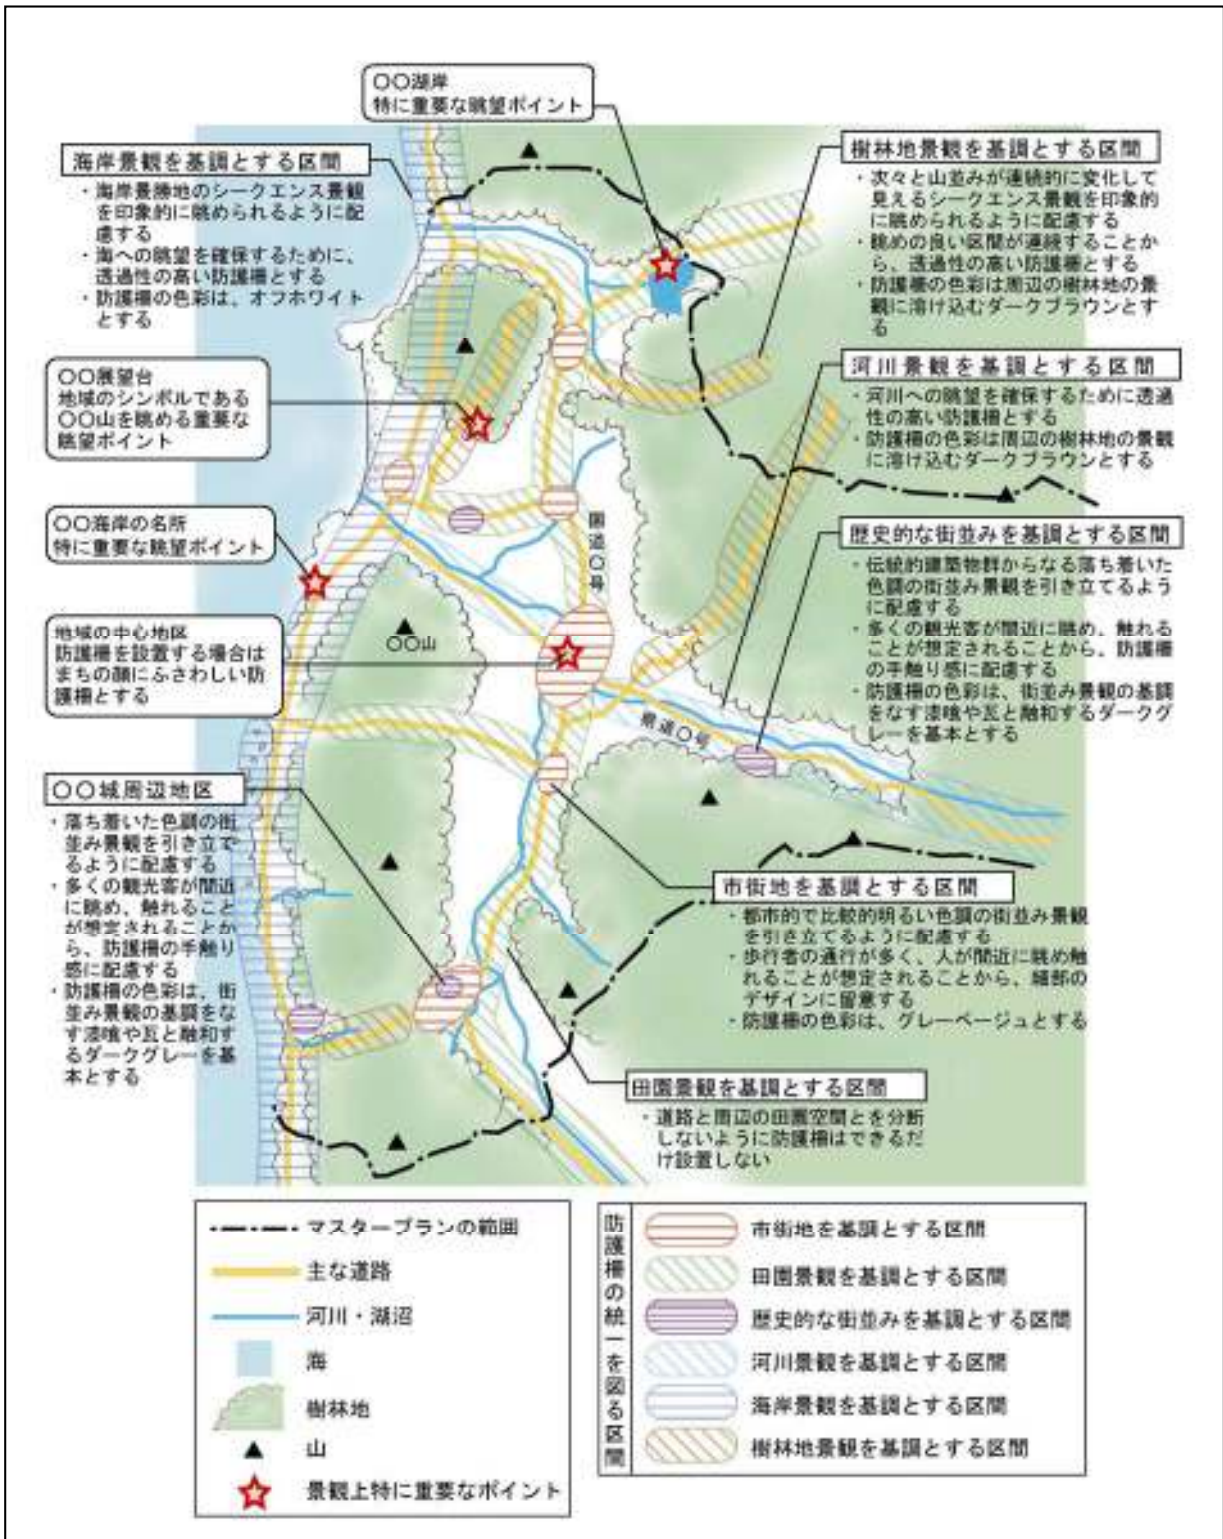 〇〇湖岸
特に重要な眺望ポイント
海岸景観を基調とする区間
・海岸景勝地のシークエンス景観
を印象的に眺められるように配
慮する
・海への眺望を確保するために、
透過性の高い防護柵とする
・防護柵の色彩は、オフホワイト
とする
樹林地景観を基調とする区間
・次々と山並みが連続的に変化して
見えるシークエンス景観を印象的
に眺められるように配慮する
・眺めの良い区間が連続することか
ら、透過性の高い防護柵とする
・防護柵の色彩は周辺の樹林地の景
観に溶け込むダークブラウンとす
る
〇〇展望台
地域のシンボルである
〇〇山を眺める重要な
眺望ポイント
河川景観を基調とする区間
・河川への眺望を確保するために透過
性の高い防護柵とする
・防護柵の色彩は周辺の樹林地の景観
に溶け込むダークブラウンとする
〇〇海岸の名所
特に重要な眺望ポイント
国道〇号
歴史的な街並みを基調とする区間
・伝統的建築物群からなる落ち着いた
色調の街並み景観を引き立てるよう
に配慮する
・多くの観光客が間近に眺め、触れる
ことが想定されることから、防護柵
の手触り感に配慮する
・防護柵の色彩は、街並み景観の基調
をなす漆喰や瓦と融和するダークグ
レーを基本とする
地域の中心地区
防護柵を設置する場合は
まちの顔にふさわしい防
護柵とする
〇〇山
県道〇号
〇〇城周辺地区
・落ち着いた色調の街
並み景観を引き立て
るように配慮する
・多くの観光客が間近
に眺め、触れること
が想定されることか
ら、防護柵の手触り
感に配慮する
・防護柵の色彩は、街
並み景観の基調をな
す漆喰や瓦と融和す
るダークグレーを基
本とする
市街地を基調とする区間
・都市的で比較的明るい色調の街並み景観
を引き立てるように配慮する
・歩行者の通行が多く、人が間近に眺め触
れることが想定されることから、細部の
デザインに留意する
・防護柵の色彩は、グレーベージュとする
田園景観を基調とする区間
・道路と周辺の田園空間とを分断
しないように防護柵はできるだ
け設置しない
マスタープランの範囲
主な道路
河川・湖沼
海
樹林地
山
景観上特に重要なポイント
防護柵の統一を図る区間
市街地を基調とする区間
田園景観を基調とする区間
歴史的な街並みを基調とする区間
河川景観を基調とする区間
海岸景観を基調とする区間
樹林地景観を基調とする区間